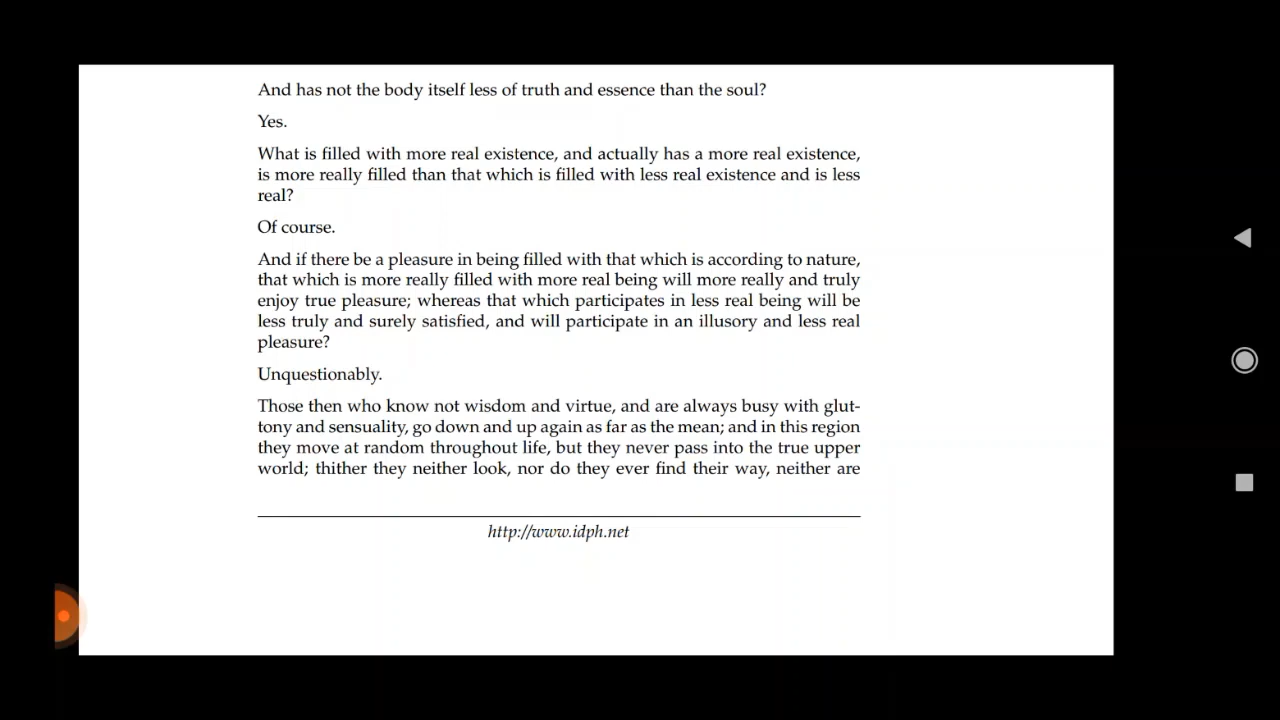 And has not the body itself less of truth and essence than the soul?
Yes.
What is filled with more real existence, and actually has a more real existence,
is more really filled than that which is filled with less real existence and is less
real?
Of course.
And if there be a pleasure in being filled with that which is according to nature,
that which is more really filled with more real being will more really and truly
enjoy true pleasure; whereas that which participates in less real being will be
less truly and surely satisfied, and will participate in an illusory and less real
pleasure?
Unquestionably.
Those then who know not wisdom and virtue, and are always busy with glut-
tony and sensuality, go down and up again as far as the mean; and in this region
they move at random throughout life, but they never pass into the true upper
world; thither they neither look, nor do they ever find their way, neither are
http://www.idph.net